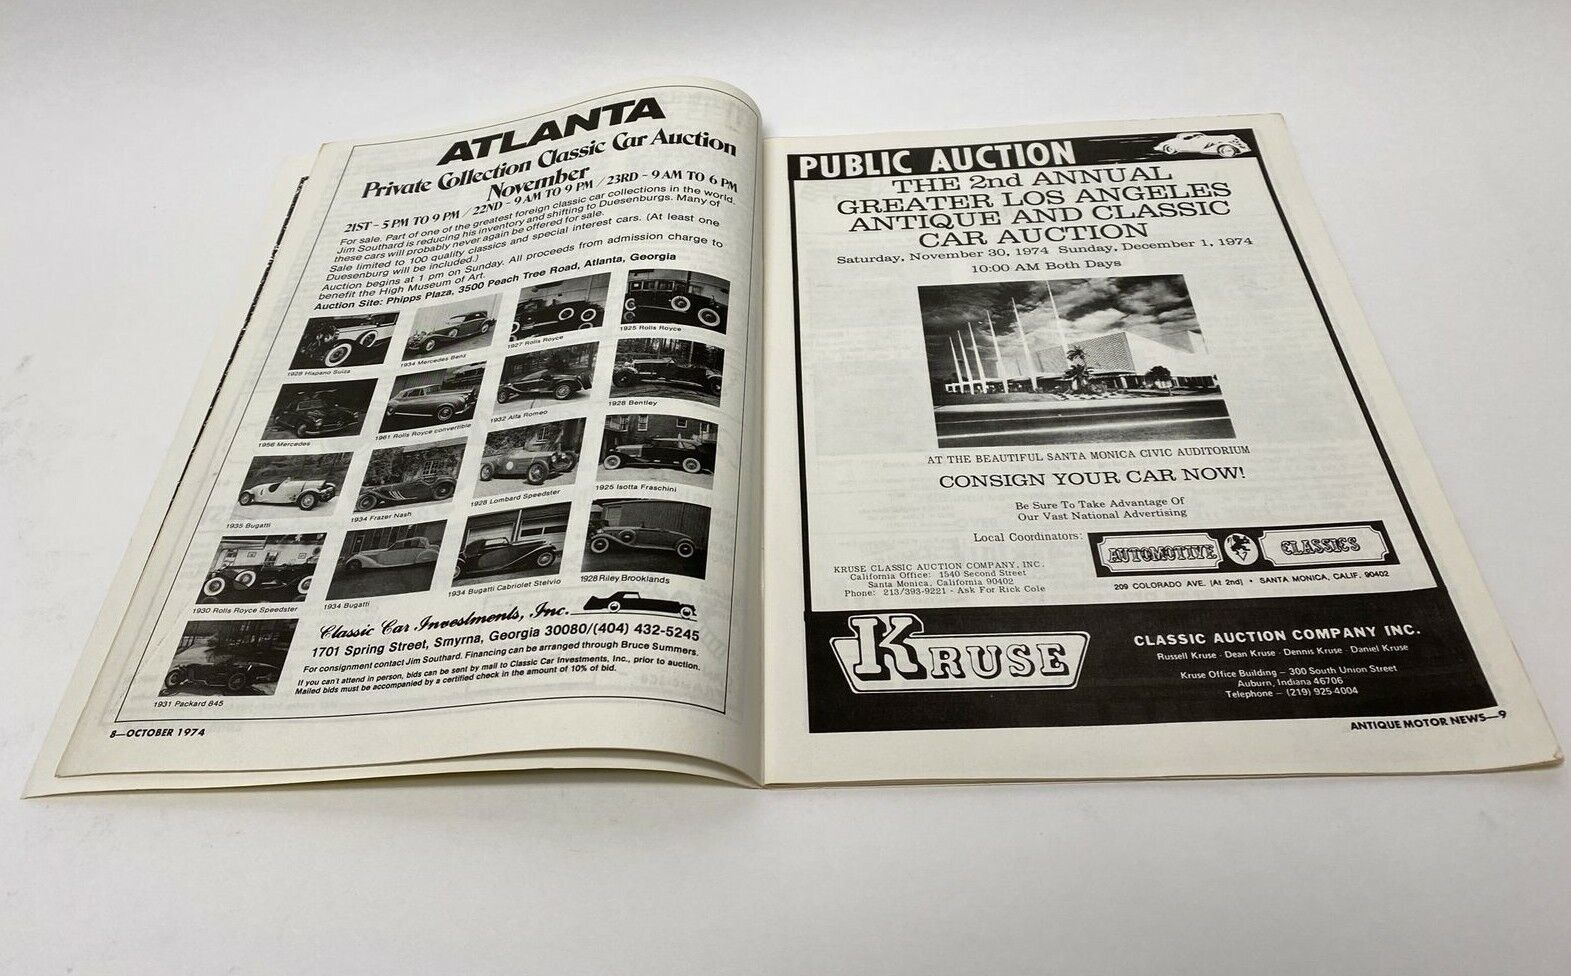 ATLANTA
Private Collection Classic Car Auction
November
21ST - 5 PM TO 9 PM / 22ND - 9 AM TO 9 PM / 23RD - 9 AM TO 6 PM
For sale. Part of one of the greatest foreign classic car collections in the world.
Jim Southard is reducing his inventory and shifting to Duesenburgs. Many of
these cars will probably never again be offered for sale.
Sale limited to 100 quality classics and special interest cars. (At least one
Duesenburg will be included.)
Auction begins at 1 pm on Sunday. All proceeds from admission charge to
benefit the High Museum of Art.
Auction Site: Phipps Plaza, 3500 Peach Tree Road, Atlanta, Georgia
1928 Hispano Suiza
1934 Mercedes Benz
1927 Rolls Royce
1925 Rolls Royce
1956 Mercedes
1961 Rolls Royce convertible
1932 Alfa Romeo
1928 Bentley
1935 Bugatti
1934 Frazer Nash
1928 Lombard Speedster
1925 Isotta Fraschini
1930 Rolls Royce Speedster
1934 Bugatti
1934 Bugatti Cabriolet Stelvio
1928 Riley Brooklands
1931 Packard 845
Classic Car Investments, Inc.
1701 Spring Street, Smyrna, Georgia 30080/(404) 432-5245
For consignment contact Jim Southard. Financing can be arranged through Bruce Summers.
If you can't attend in person, bids can be sent by mail to Classic Car Investments, Inc., prior to auction.
Mailed bids must be accompanied by a certified check in the amount of 10% of bid.
8—OCTOBER 1974
PUBLIC AUCTION
THE 2nd ANNUAL
GREATER LOS ANGELES
ANTIQUE AND CLASSIC
CAR AUCTION
Saturday, November 30, 1974 Sunday, December 1, 1974
10:00 AM Both Days
AT THE BEAUTIFUL SANTA MONICA CIVIC AUDITORIUM
CONSIGN YOUR CAR NOW!
Be Sure To Take Advantage Of
Our Vast National Advertising
Local Coordinators:
AUTOMOTIVE CLASSICS
209 COLORADO AVE. (At 2nd) • SANTA MONICA, CALIF. 90402
KRUSE CLASSIC AUCTION COMPANY, INC.
California Office: 1540 Second Street
Santa Monica, California 90402
Phone: 213/393-9221 - Ask For Rick Cole
KRUSE
CLASSIC AUCTION COMPANY INC.
Russell Kruse - Dean Kruse - Dennis Kruse - Daniel Kruse
Kruse Office Building – 300 South Union Street
Auburn, Indiana 46706
Telephone – (219) 925-4004
ANTIQUE MOTOR NEWS—9